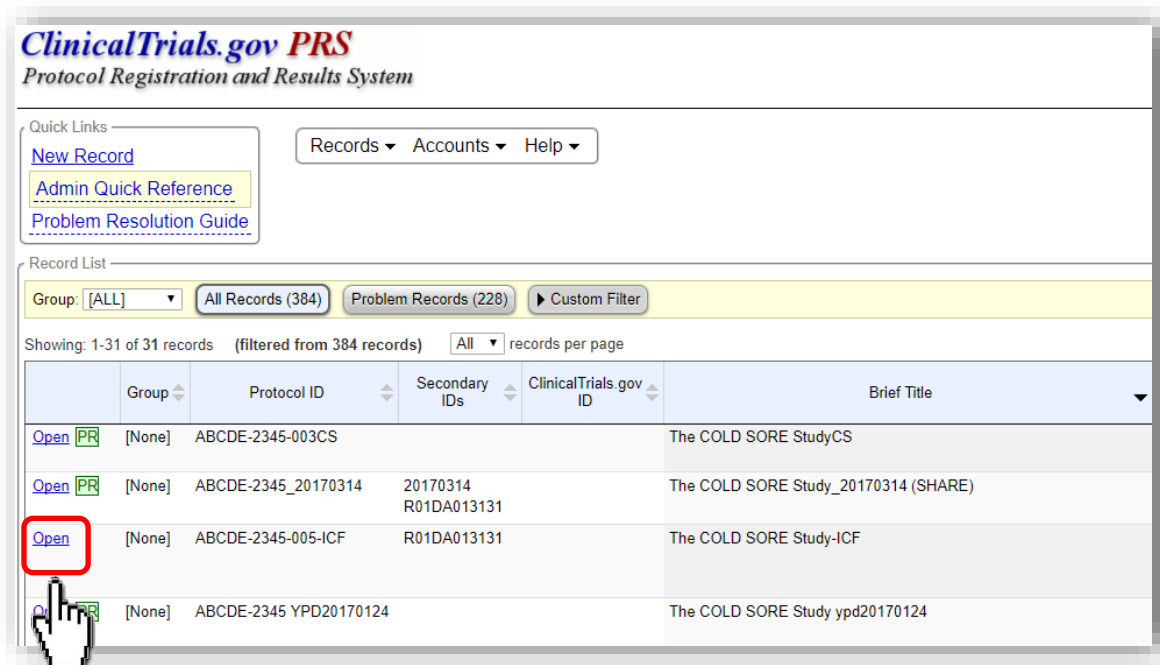 ClinicalTrials.gov PRS
Protocol Registration and Results System
Quick Links
New Record
Admin Quick Reference
Problem Resolution Guide
Records Accounts Help
Record List
Group: [ALL] All Records (384) Problem Records (228) Custom Filter
Showing: 1-31 of 31 records (filtered from 384 records) All records per page
Group Protocol ID Secondary IDs ClinicalTrials.gov ID Brief Title
Open PR [None] ABCDE-2345-003CS The COLD SORE StudyCS
Open PR [None] ABCDE-2345_20170314 20170314 The COLD SORE Study_20170314 (SHARE)
R01DA013131
Open [None] ABCDE-2345-005-ICF R01DA013131 The COLD SORE Study-ICF
[None] ABCDE-2345 YPD20170124 The COLD SORE Study ypd20170124